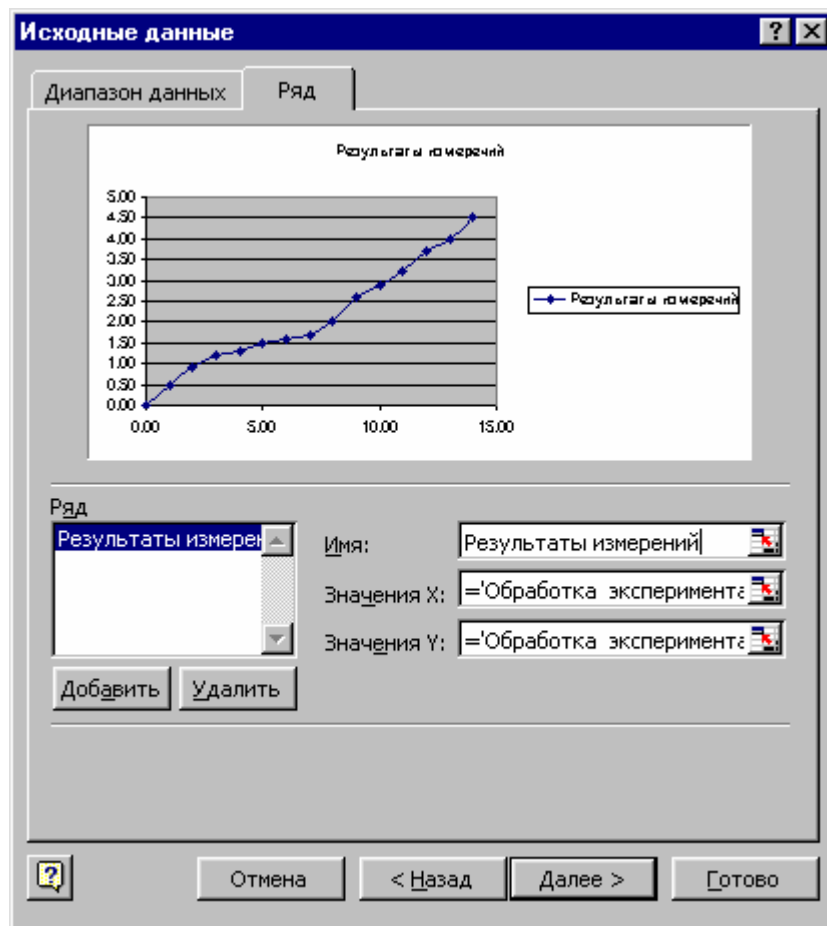 Исходные данные
Диапазон данных Ряд
Результаты измерений
5.00
4.50
4.00
3.50
3.00
2.50
2.00
1.50
1.00
0.50
0.00
0.00 5.00 10.00 15.00
Результаты измерений
Ряд
Результаты измерен
Имя: Результаты измерений
Значения X: ='Обработка эксперимента
Значения Y: ='Обработка эксперимента
Добавить Удалить
Отмена < Назад Далее > Готово